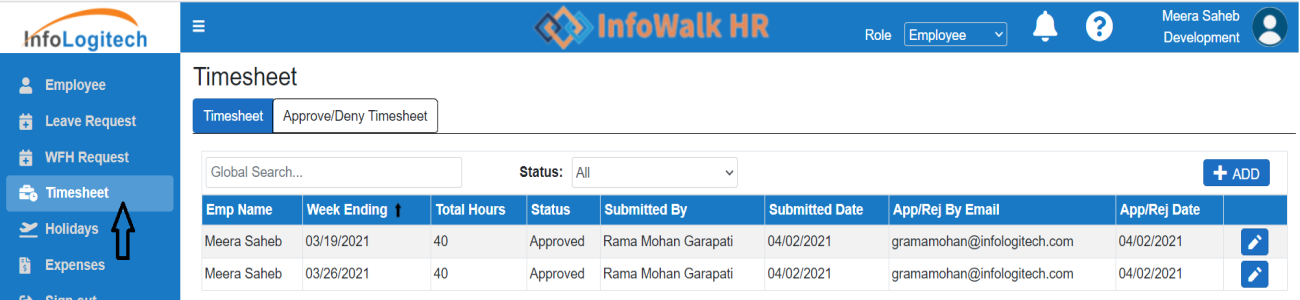 InfoLogitech
InfoWalk HR
Role Employee
?
Meera Saheb
Development
Employee
Leave Request
WFH Request
Timesheet
Holidays
Expenses
Sign out
Timesheet
Timesheet Approve/Deny Timesheet
Global Search... Status: All + ADD
Emp Name Week Ending Total Hours Status Submitted By Submitted Date App/Rej By Email App/Rej Date
Meera Saheb 03/19/2021 40 Approved Rama Mohan Garapati 04/02/2021 gramamohan@infologitech.com 04/02/2021
Meera Saheb 03/26/2021 40 Approved Rama Mohan Garapati 04/02/2021 gramamohan@infologitech.com 04/02/2021